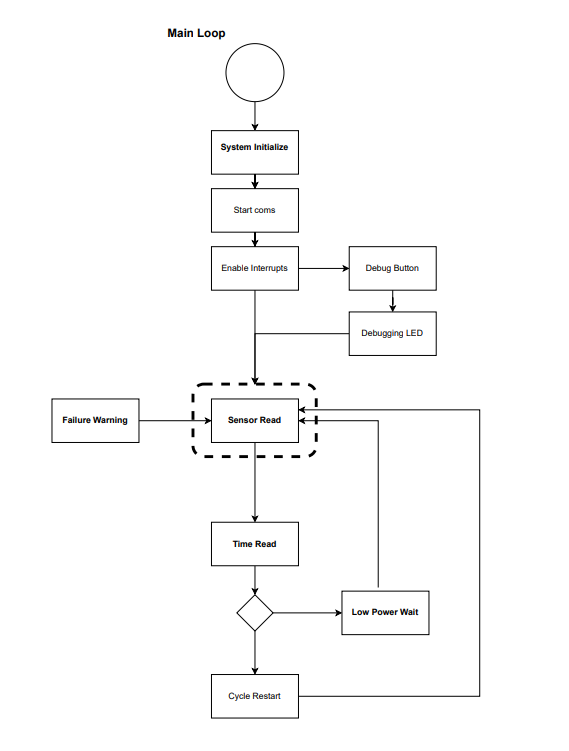 Main Loop
System Initialize
Start coms
Enable Interrupts
Debug Button
Debugging LED
Failure Warning
Sensor Read
Time Read
Low Power Wait
Cycle Restart